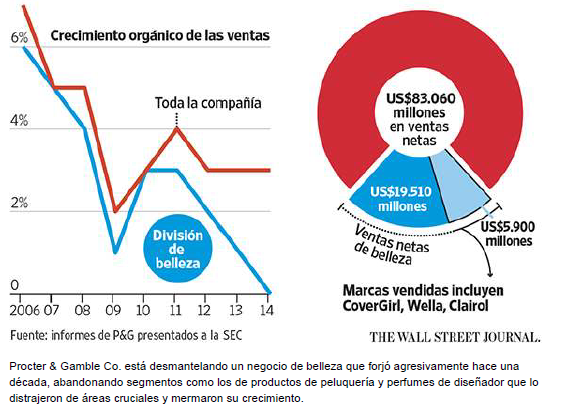 Crecimiento orgánico de las ventas
6%
Toda la compañía
4%
2%
División
de
belleza
0
2006 07 08 09 10 11 12 13 14
Fuente: informes de P&G presentados a la SEC
US$83.060
millones
en ventas
netas
US$19.510
millones
US$5.900
millones
Ventas netas
de belleza
Marcas vendidas incluyen
CoverGirl, Wella, Clairol
THE WALL STREET JOURNAL.
Procter & Gamble Co. está desmantelando un negocio de belleza que forjó agresivamente hace una
década, abandonando segmentos como los de productos de peluquería y perfumes de diseñador que lo
distrajeron de áreas cruciales y mermaron su crecimiento.